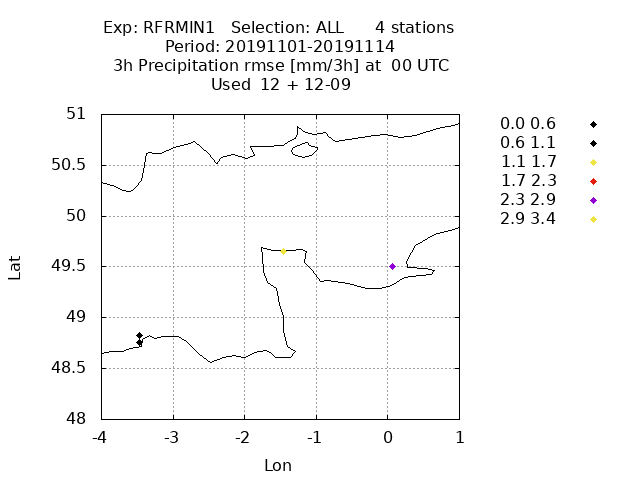 Exp: RFRMIN1   Selection: ALL      4 stations
Period: 20191101-20191114
3h Precipitation rmse [mm/3h] at  00 UTC
Used  12 + 12-09
0.0 0.6
0.6 1.1
1.1 1.7
1.7 2.3
2.3 2.9
2.9 3.4
51
50.5
50
49.5
49
48.5
48
Lat
-4 -3 -2 -1 0 1
Lon